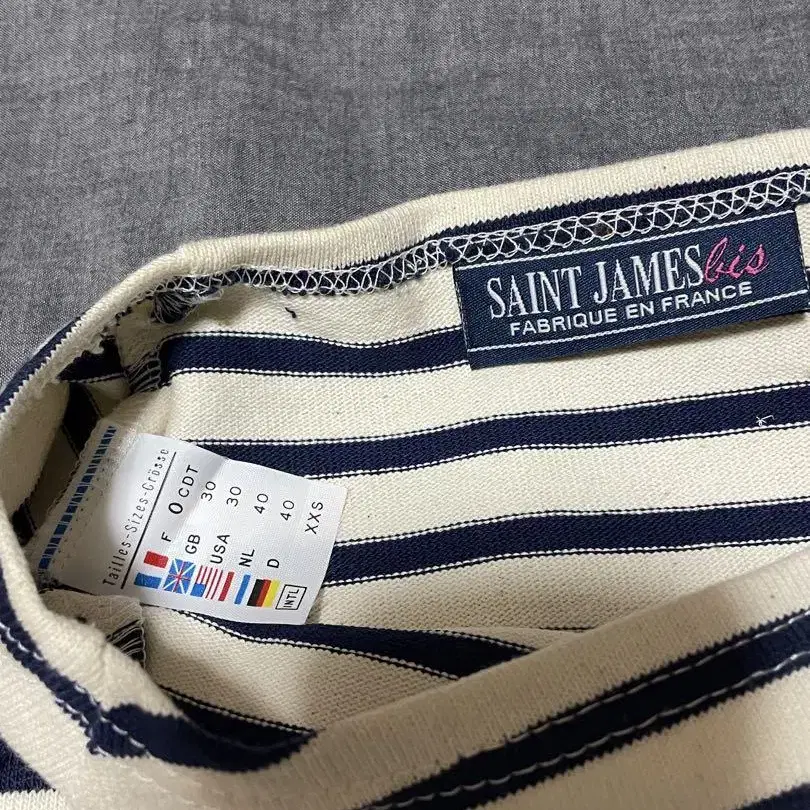 SAINT JAMES bis
FABRIQUE EN FRANCE
Tailles-Sizes-Grösse
F 0 CDT
GB 30
USA 30
NL 40
D 40
INTL XXS